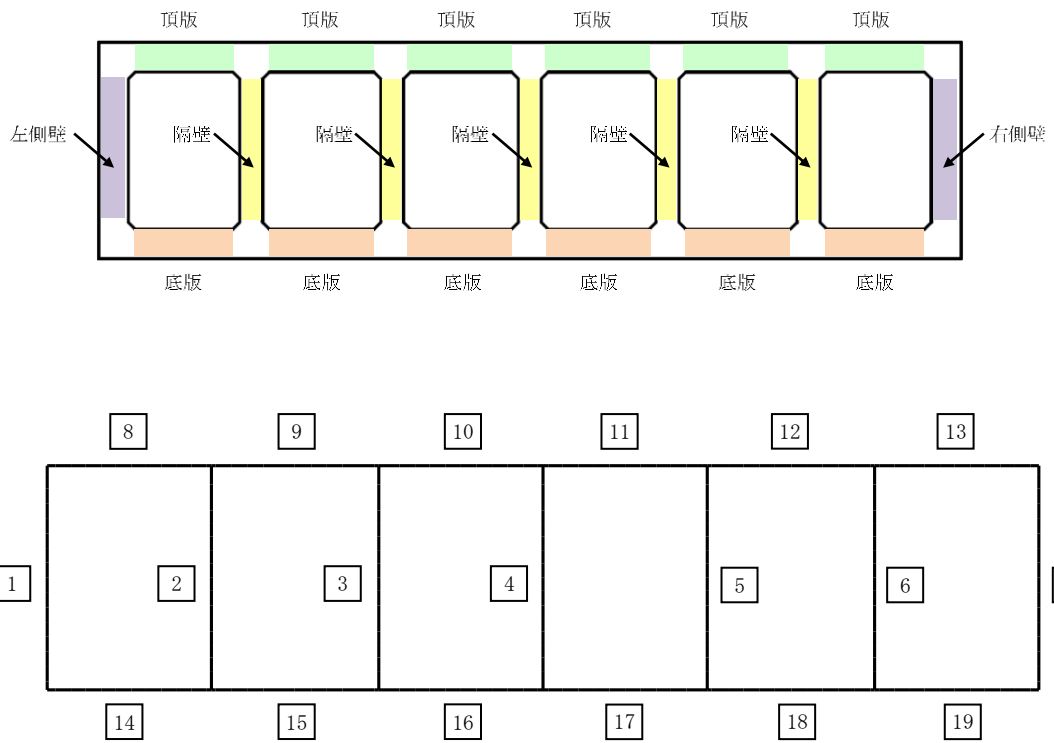 頂版 頂版 頂版 頂版 頂版 頂版
左側壁 隔壁 隔壁 隔壁 隔壁 隔壁 右側壁
底版 底版 底版 底版 底版 底版
8 9 10 11 12 13
1 2 3 4 5 6
14 15 16 17 18 19